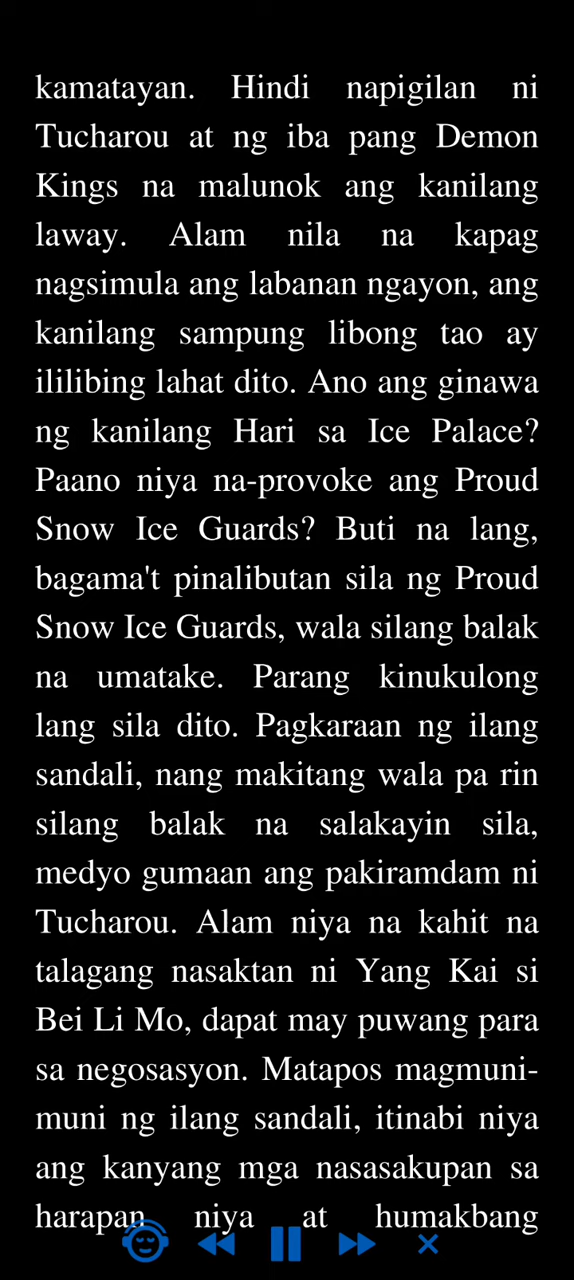 kamatayan. Hindi napigilan ni
Tucharou at ng iba pang Demon
Kings na malunok ang kanilang
laway. Alam nila na kapag
nagsimula ang labanan ngayon, ang
kanilang sampung libong tao ay
ililibing lahat dito. Ano ang ginawa
ng kanilang Hari sa Ice Palace?
Paano niya na-provoke ang Proud
Snow Ice Guards? Buti na lang,
bagama't pinalibutan sila ng Proud
Snow Ice Guards, wala silang balak
na umatake. Parang kinukulong
lang sila dito. Pagkaraan ng ilang
sandali, nang makitang wala pa rin
silang balak na salakayin sila,
medyo gumaan ang pakiramdam ni
Tucharou. Alam niya na kahit na
talagang nasaktan ni Yang Kai si
Bei Li Mo, dapat may puwang para
sa negosasyon. Matapos magmuni-
muni ng ilang sandali, itinabi niya
ang kanyang mga nasasakupan sa
harapan niya at humakbang